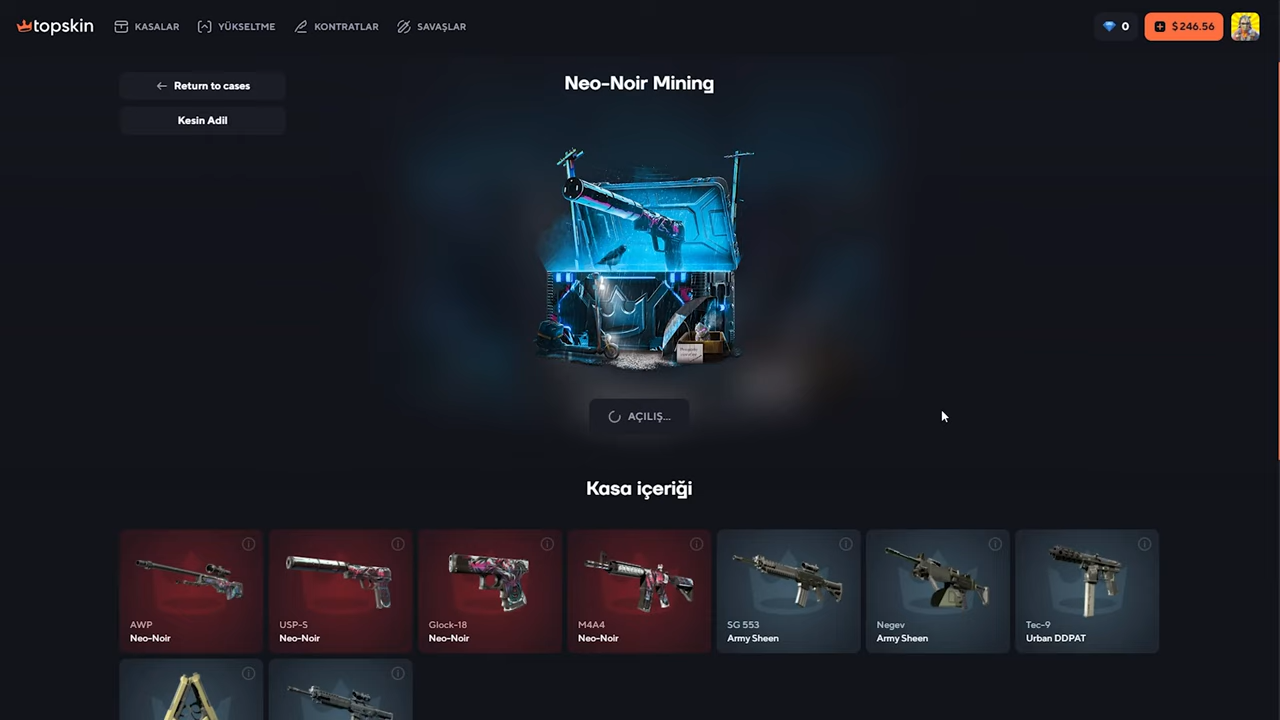 topskin
KASALAR
YÜKSELTME
KONTRATLAR
SAVAŞLAR
0
$ 246.56
Return to cases
Kesin Adil
Neo-Noir Mining
AÇILIŞ...
Kasa içeriği
AWP
Neo-Noir
USP-S
Neo-Noir
Glock-18
Neo-Noir
M4A4
Neo-Noir
SG 553
Army Sheen
Negev
Army Sheen
Tec-9
Urban DDPAT